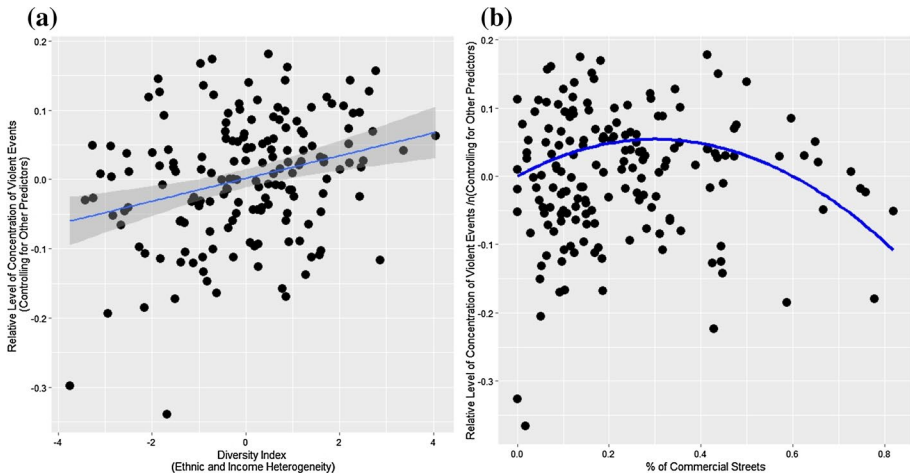 (a)
Relative Level of Concentration of Violent Events
(Controlling for Other Predictors)
0.2
0.1
0.0
-0.1
-0.2
-0.3
-4
-2
0
2
4
Diversity Index
(Ethnic and Income Heterogeneity)
(b)
Relative Level of Concentration of Violent Events /n(Controlling for Other Predictors)
0.2
0.1
0.0
-0.1
-0.2
-0.3
0.0
0.2
0.4
0.6
0.8
% of Commercial Streets